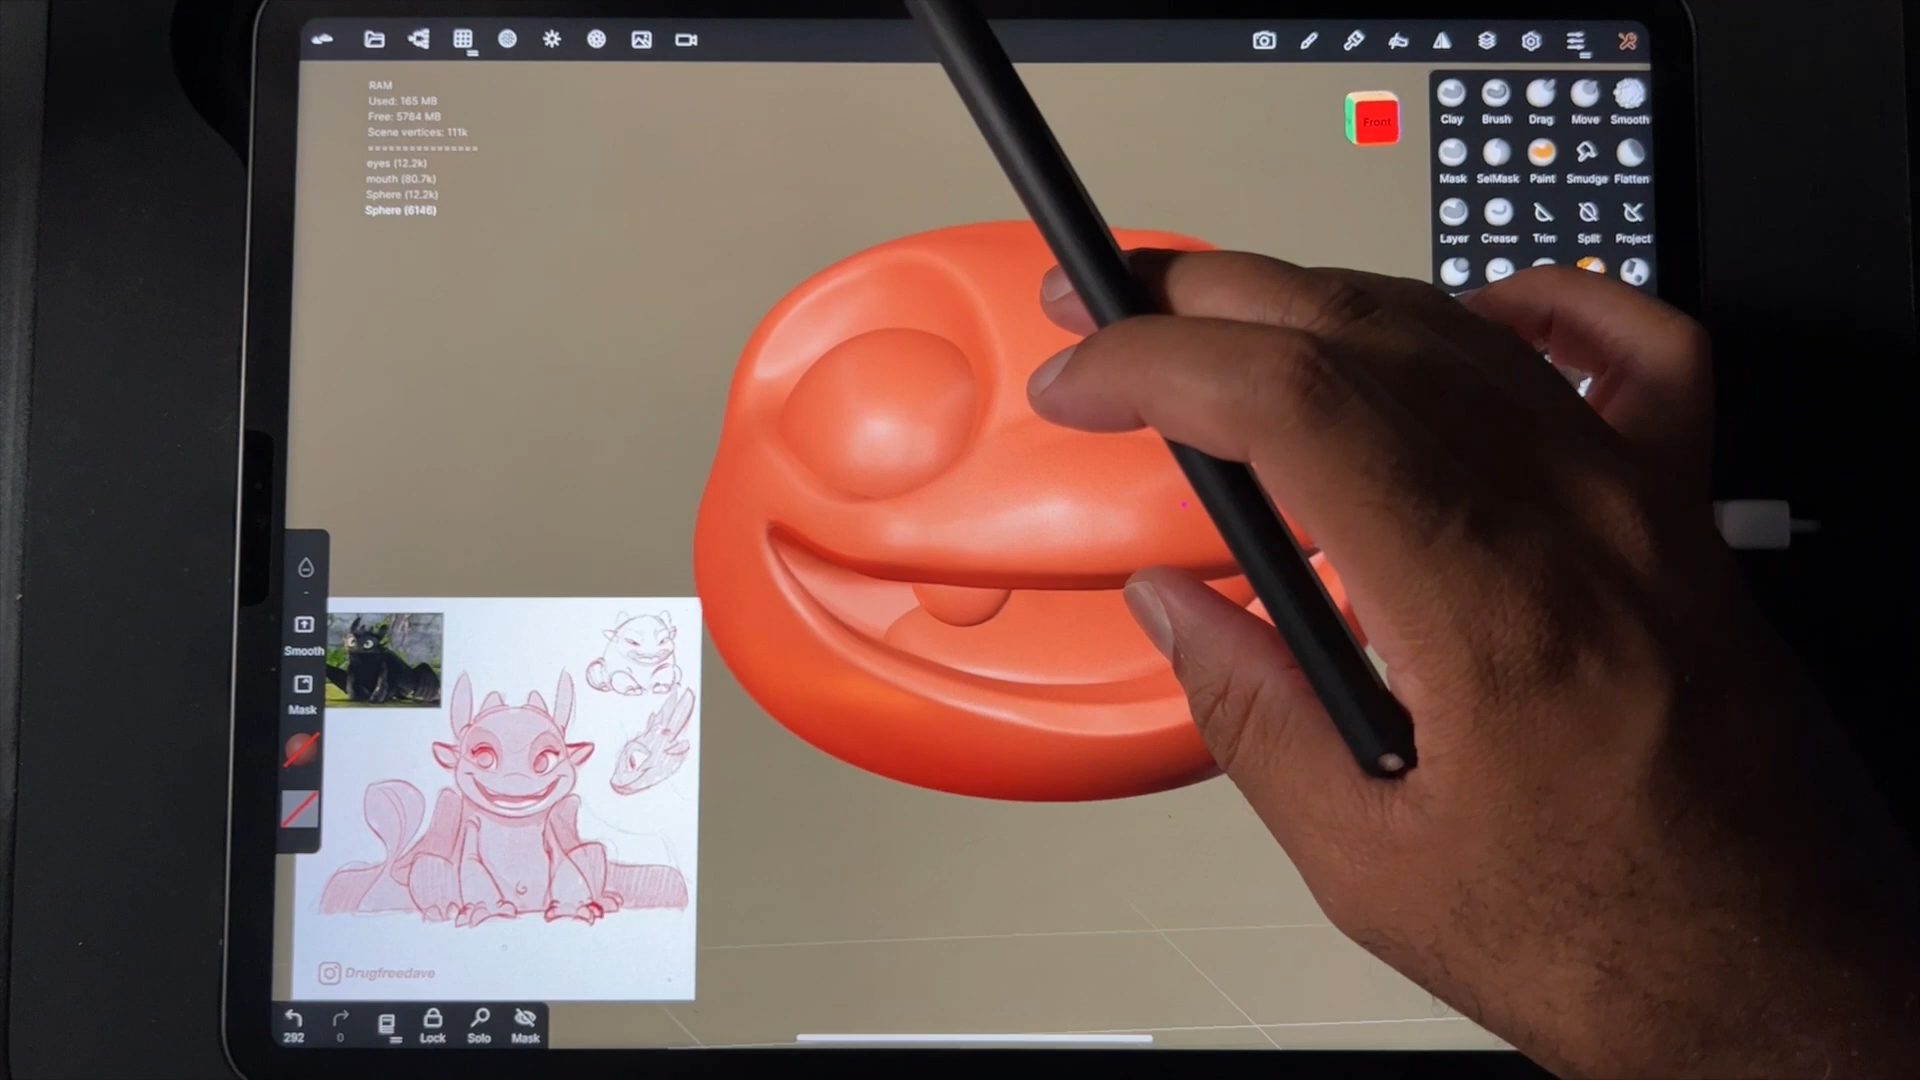 RAM
Used: 165 MB
Free: 5784 MB
Scene vertices: 111k
================
eyes (12.2k)
mouth (80.7k)
Sphere (12.2k)
Sphere (6146)
Front
Clay Brush Drag Move Smooth
Mask SelMask Paint Smudge Flatten
Layer Crease Trim Split Project
Smooth
Mask
Drugfreedave
292 0 Lock Solo Mask